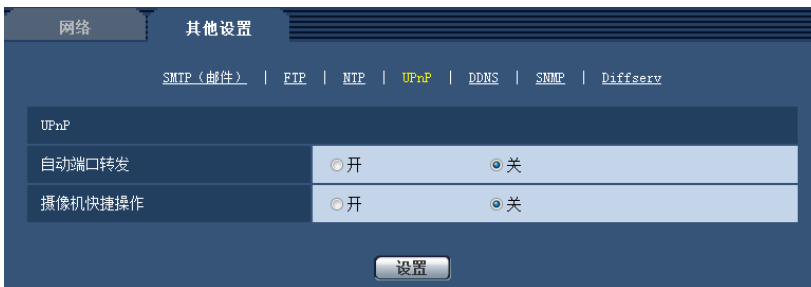 网络 其他设置
SMTP（邮件） | FTP | NTP | UPnP | DDNS | SNMP | Diffserv
UPnP
自动端口转发 开 关
摄像机快捷操作 开 关
设置